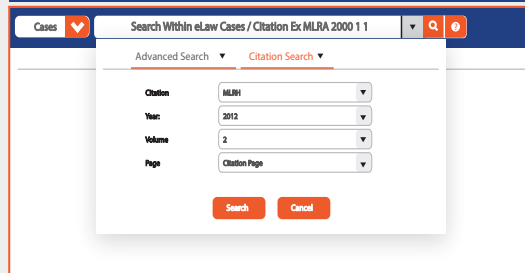 Cases Search Within eLaw Cases / Citation Ex MLRA 2000 1 1
Advanced Search Citation Search
Citation MLRH
Year: 2012
Volume 2
Page Citation Page
Search Cancel